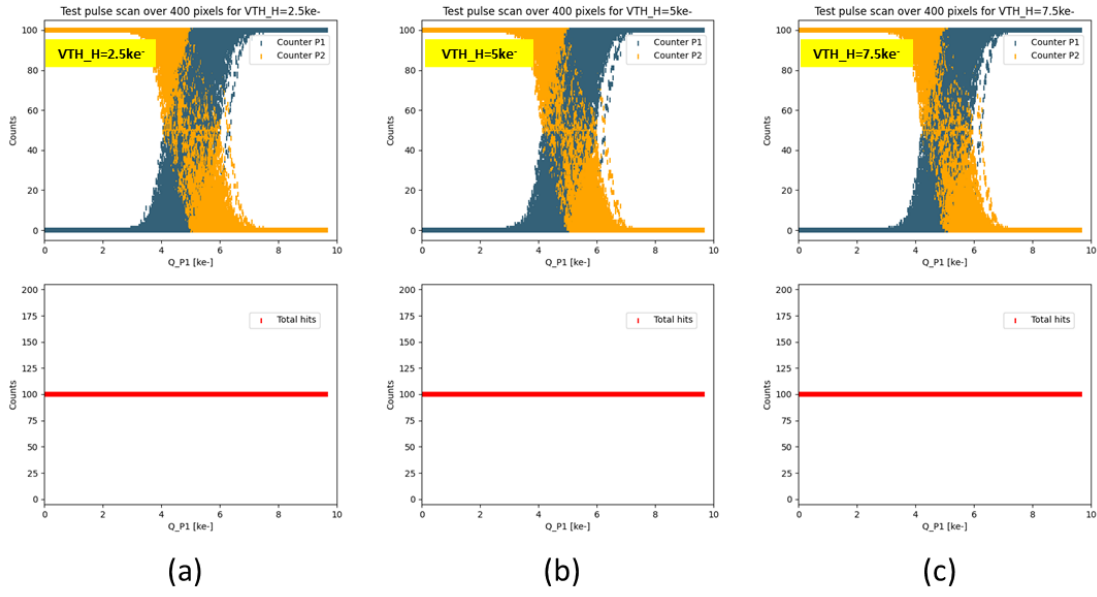 Test pulse scan over 400 pixels for VTH_H=2.5ke-
VTH_H=2.5ke⁻
Counter P1
Counter P2
100
80
60
40
20
0
Counts
0 2 4 6 8 10
Q_P1 [ke-]
Test pulse scan over 400 pixels for VTH_H=5ke-
VTH_H=5ke⁻
Counter P1
Counter P2
100
80
60
40
20
0
Counts
0 2 4 6 8 10
Q_P1 [ke-]
Test pulse scan over 400 pixels for VTH_H=7.5ke-
VTH_H=7.5ke⁻
Counter P1
Counter P2
100
80
60
40
20
0
Counts
0 2 4 6 8 10
Q_P1 [ke-]
200
175
150
125
100
75
50
25
0
Counts
Total hits
0 2 4 6 8 10
Q_P1 [ke-]
200
175
150
125
100
75
50
25
0
Counts
Total hits
0 2 4 6 8 10
Q_P1 [ke-]
200
175
150
125
100
75
50
25
0
Counts
Total hits
0 2 4 6 8 10
Q_P1 [ke-]
(a)
(b)
(c)